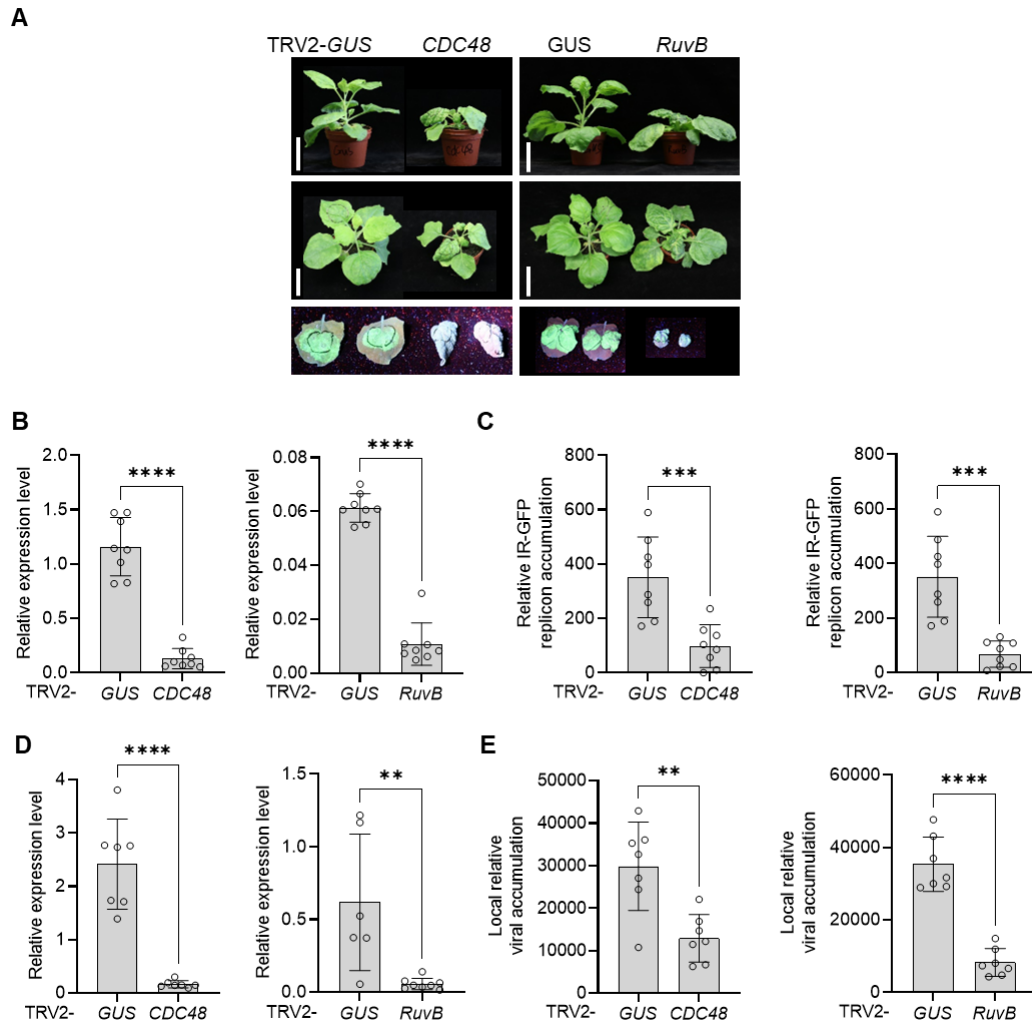 A
TRV2-GUS CDC48 GUS RuvB
B
Relative expression level
2.0
1.5
1.0
0.5
0.0
****
TRV2- GUS CDC48
Relative expression level
0.08
0.06
0.04
0.02
0.00
****
GUS RuvB
C
Relative IR-GFP
replicon accumulation
800
600
400
200
0
***
TRV2- GUS CDC48
Relative IR-GFP
replicon accumulation
800
600
400
200
0
***
TRV2- GUS RuvB
D
Relative expression level
4
3
2
1
0
****
TRV2- GUS CDC48
Relative expression level
1.5
1.0
0.5
0.0
**
TRV2- GUS RuvB
E
Local relative
viral accumulation
50000
40000
30000
20000
10000
0
**
TRV2- GUS CDC48
Local relative
viral accumulation
60000
40000
20000
0
****
TRV2- GUS RuvB